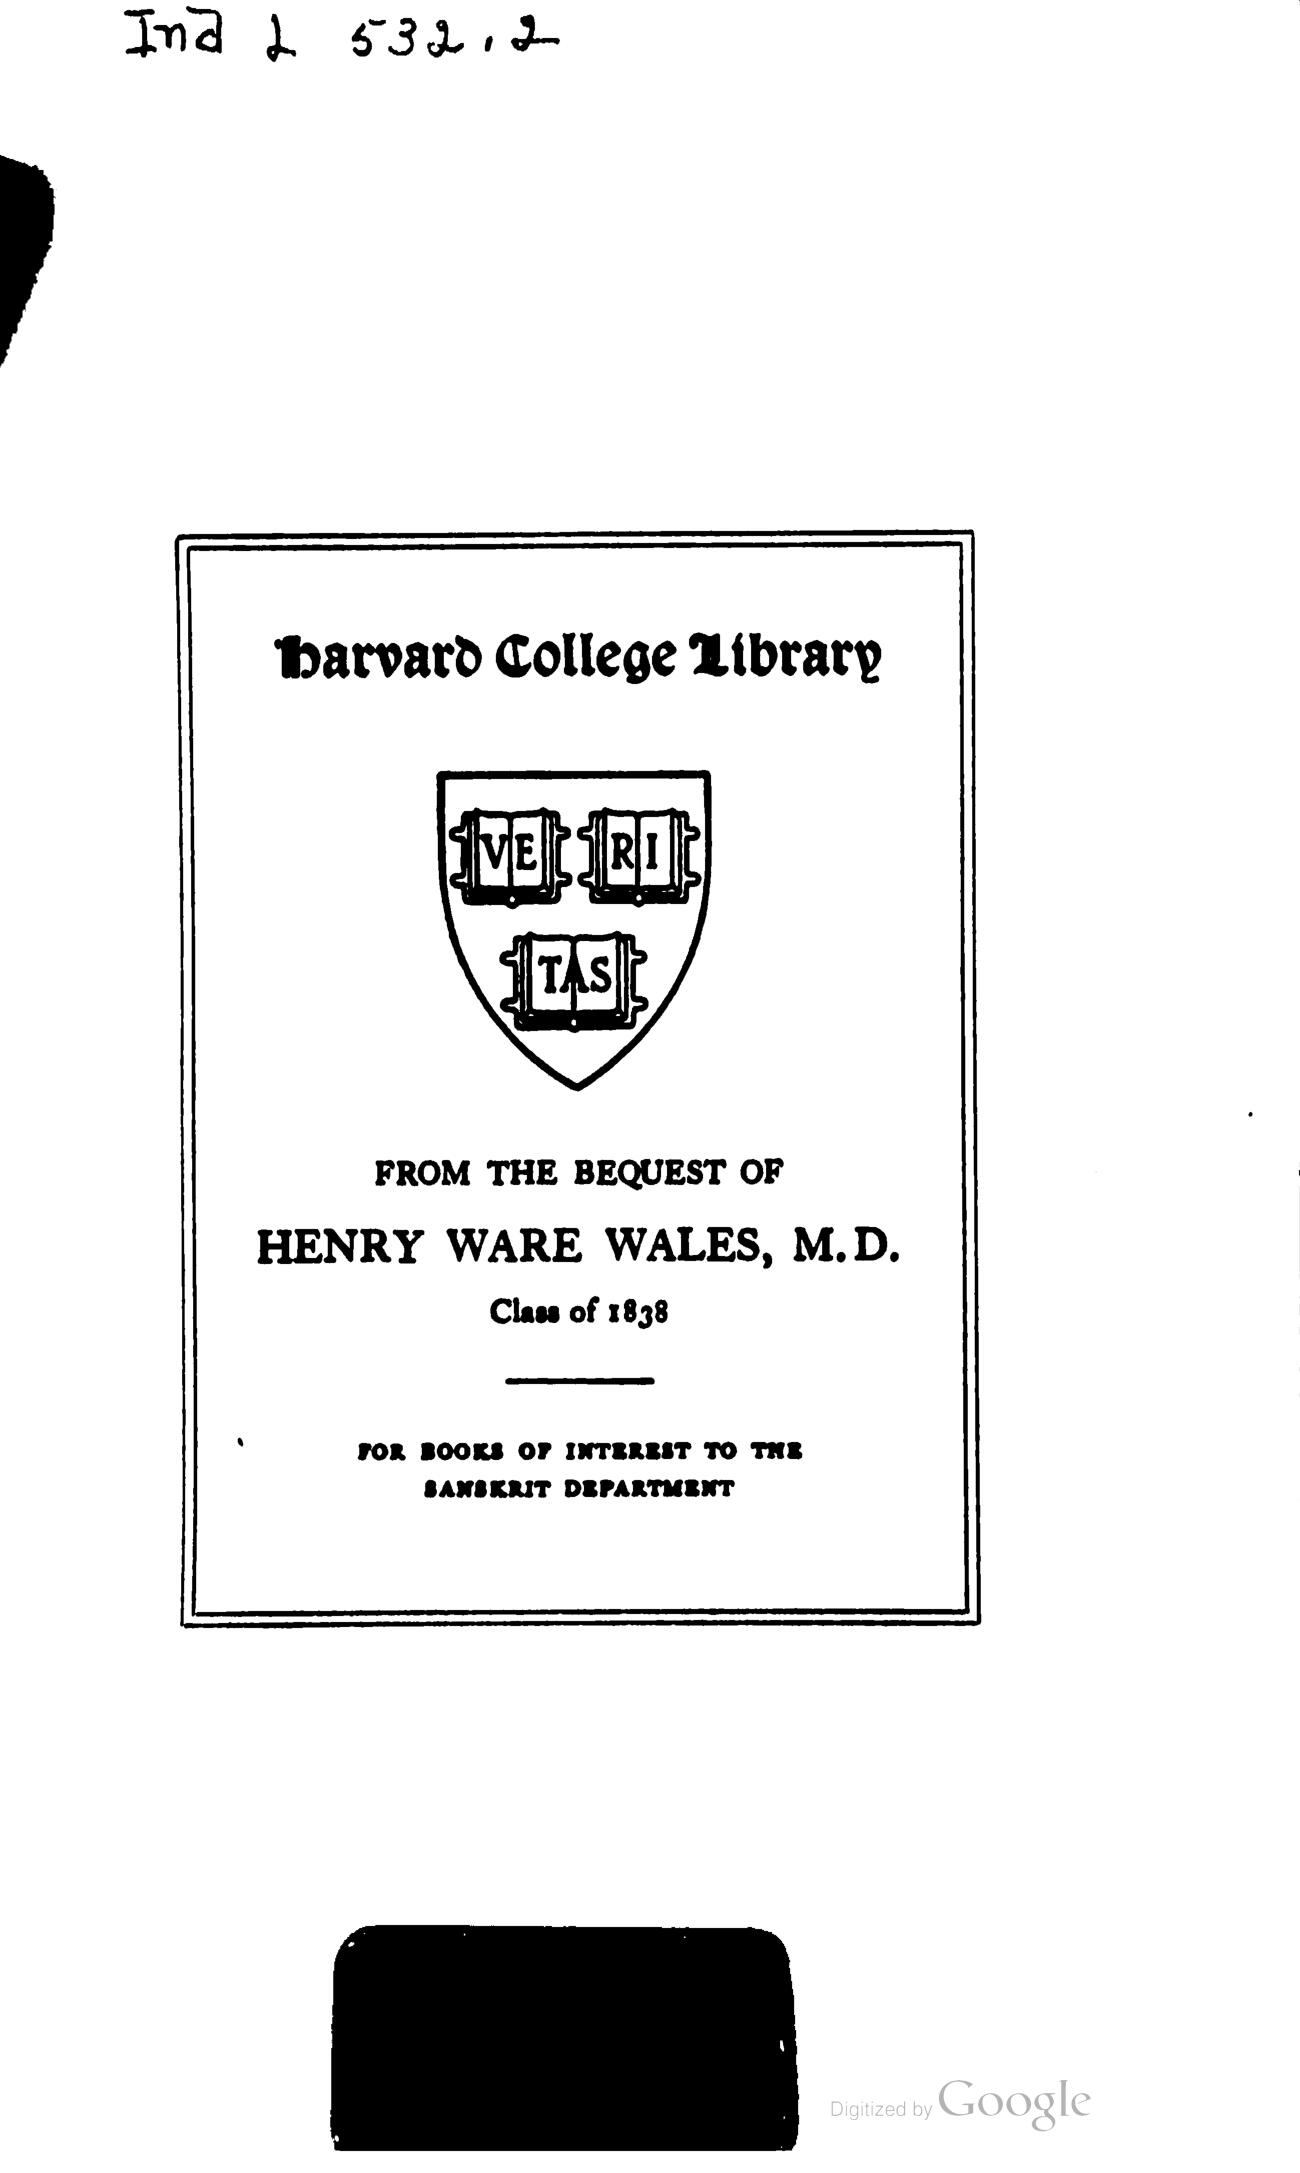 Ind L 532.2
Harvard College Library
VE RI
TAS
FROM THE BEQUEST OF
HENRY WARE WALES, M.D.
Class of 1838
FOR BOOKS OF INTEREST TO THE
SANSKRIT DEPARTMENT
Digitized by Google